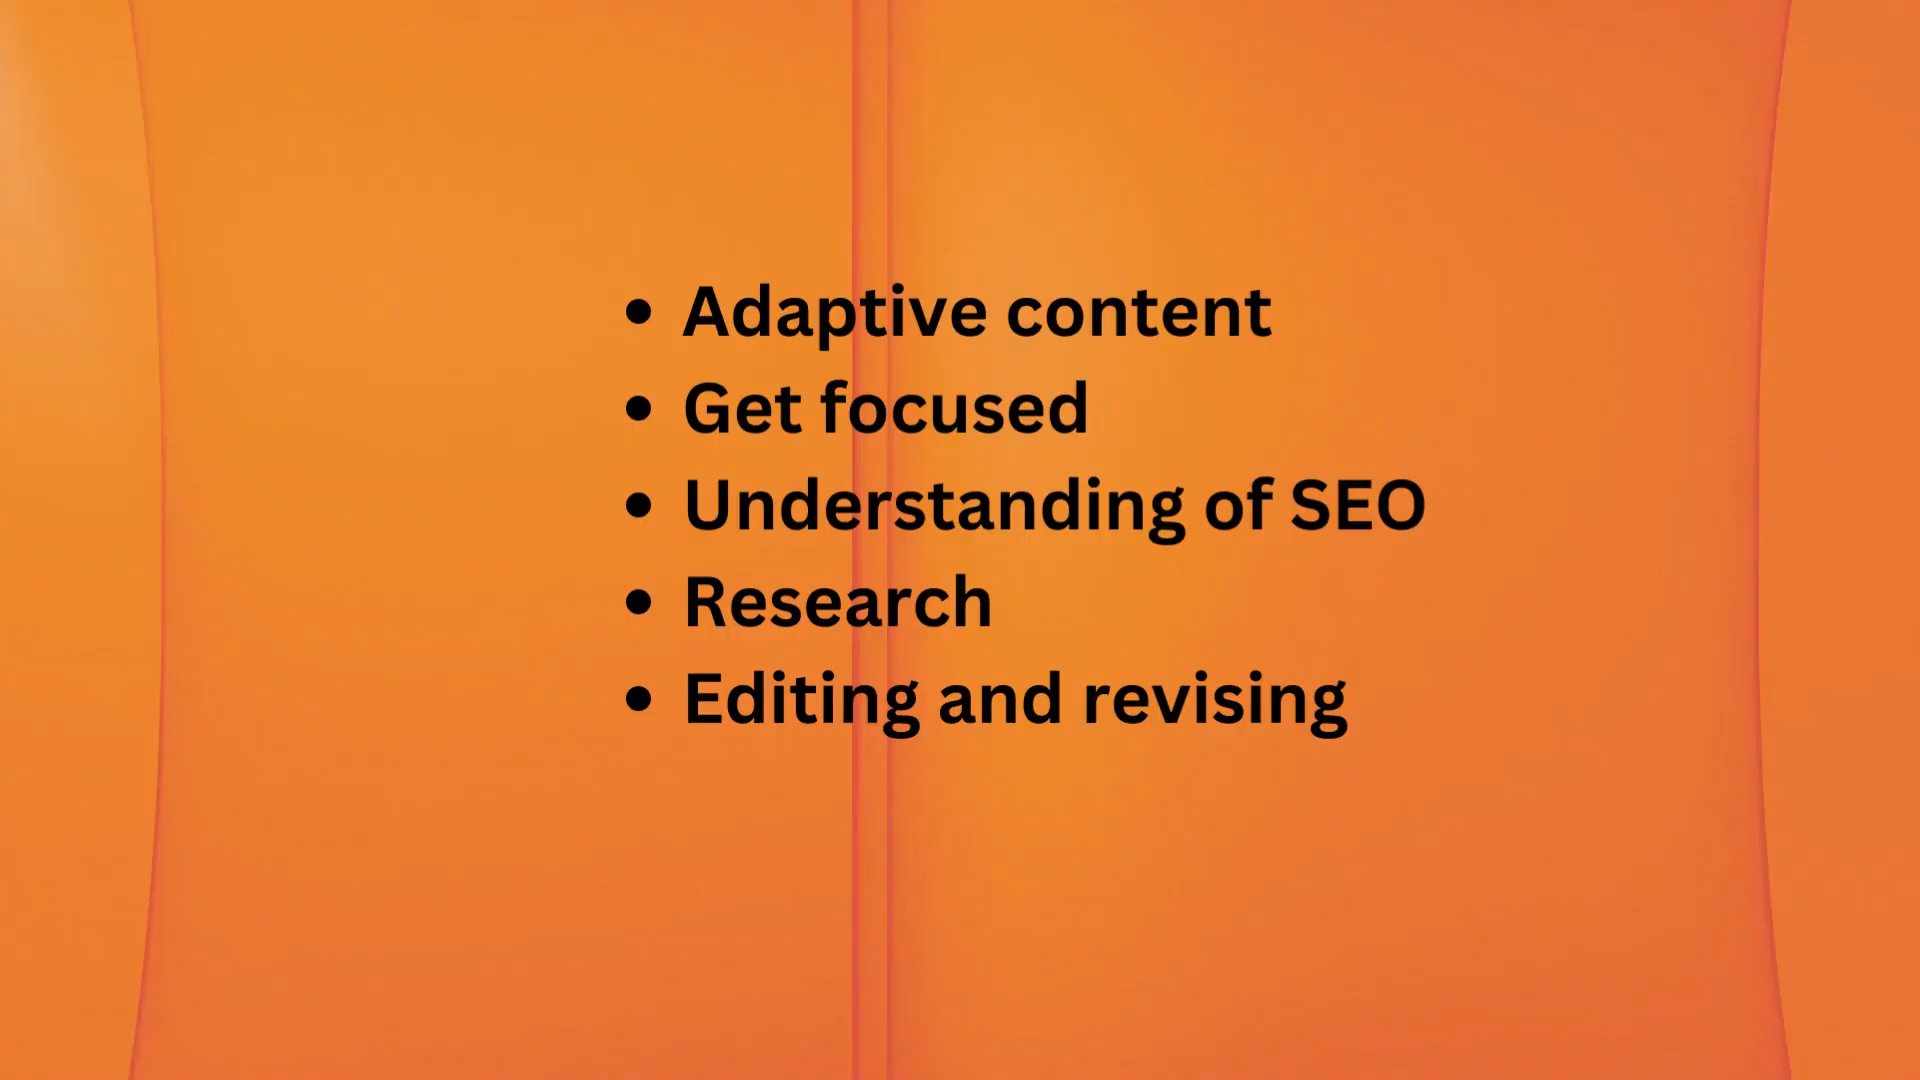 • Adaptive content
• Get focused
• Understanding of SEO
• Research
• Editing and revising